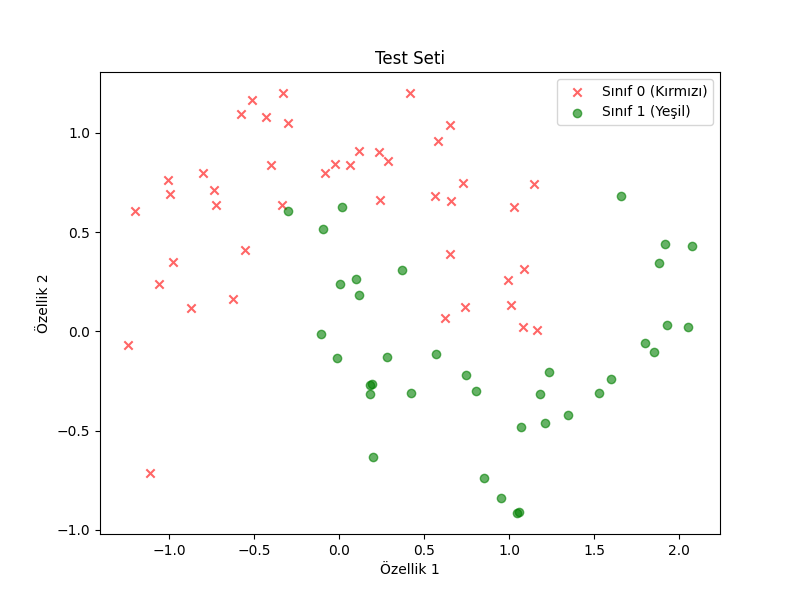 Test Seti
Sınıf 0 (Kırmızı)
Sınıf 1 (Yeşil)
1.0
0.5
0.0
−0.5
−1.0
Özellik 2
−1.0 −0.5 0.0 0.5 1.0 1.5 2.0
Özellik 1